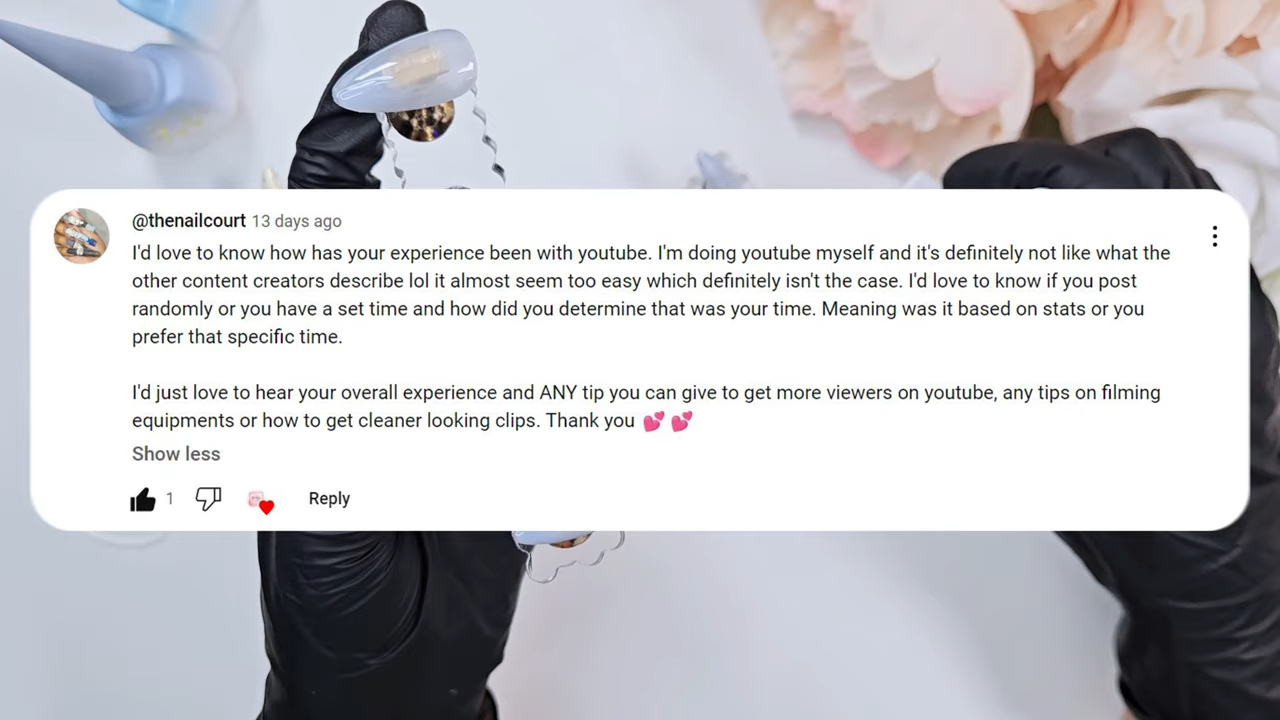 @thenailcourt 13 days ago
I'd love to know how has your experience been with youtube. I'm doing youtube myself and it's definitely not like what the
other content creators describe lol it almost seem too easy which definitely isn't the case. I'd love to know if you post
randomly or you have a set time and how did you determine that was your time. Meaning was it based on stats or you
prefer that specific time.
I'd just love to hear your overall experience and ANY tip you can give to get more viewers on youtube, any tips on filming
equipments or how to get cleaner looking clips. Thank you 💕 💕
Show less
1 Reply